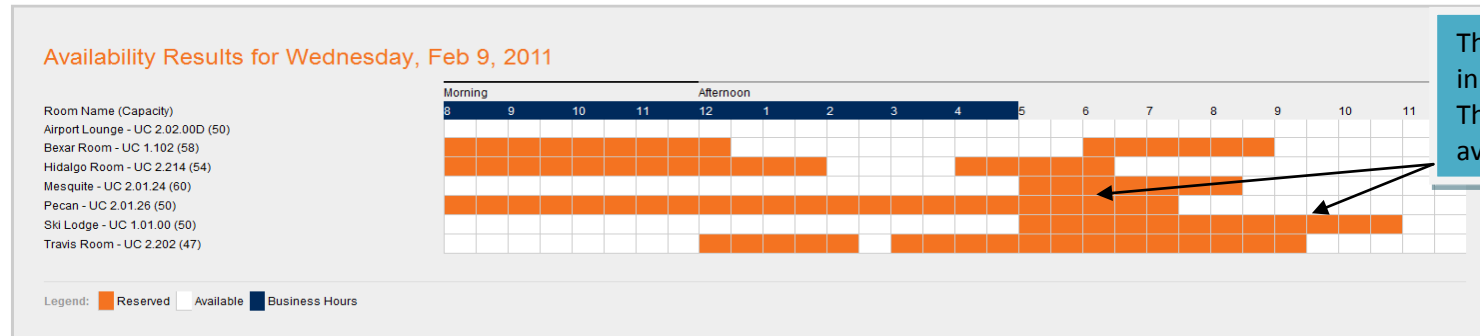 Availability Results for Wednesday, Feb 9, 2011
Morning Afternoon
Room Name (Capacity) 8 9 10 11 12 1 2 3 4 5 6 7 8 9 10 11
Airport Lounge - UC 2.02.00D (50)
Bexar Room - UC 1.102 (58)
Hidalgo Room - UC 2.214 (54)
Mesquite - UC 2.01.24 (60)
Pecan - UC 2.01.26 (50)
Ski Lodge - UC 1.01.00 (50)
Travis Room - UC 2.202 (47)
Legend: Reserved Available Business Hours